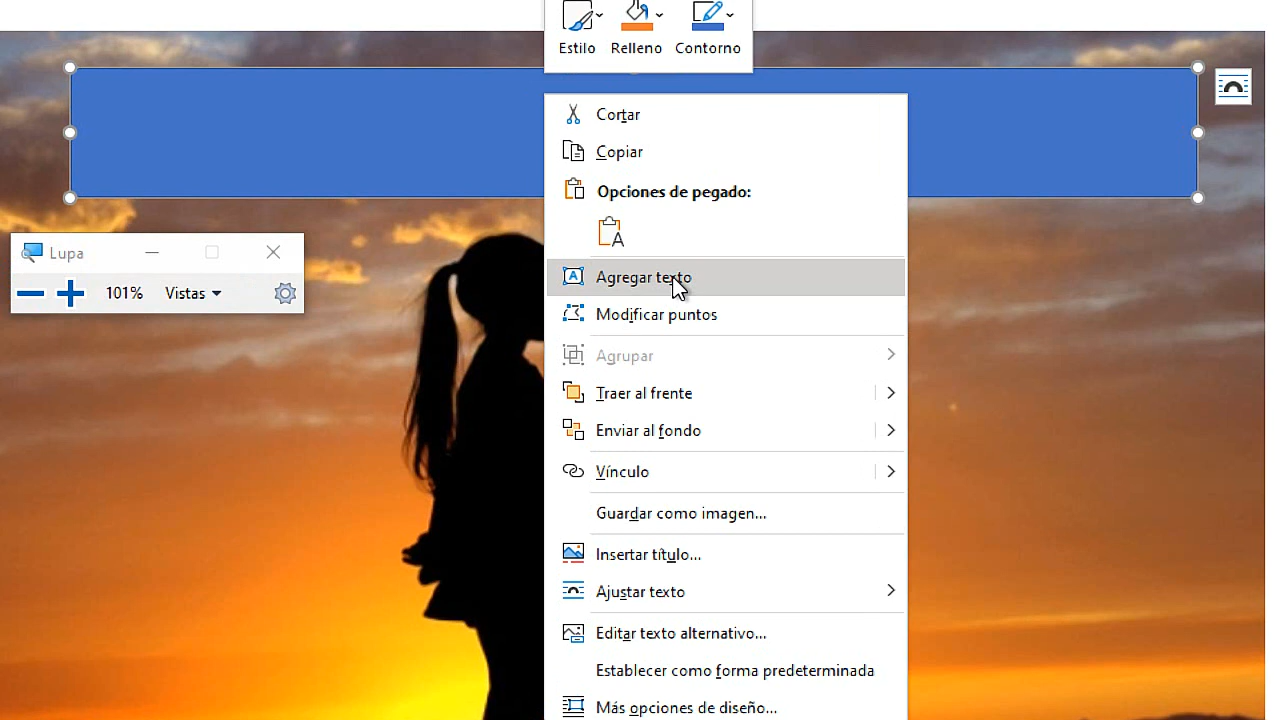 Estilo Relleno Contorno
Cortar
Copiar
Opciones de pegado:
Agregar texto
Modificar puntos
Agrupar
Traer al frente
Enviar al fondo
Vínculo
Guardar como imagen...
Insertar título...
Ajustar texto
Editar texto alternativo...
Establecer como forma predeterminada
Más opciones de diseño...
Lupa
101% Vistas